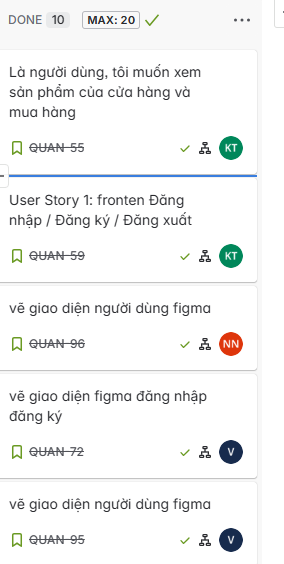 DONE 10 MAX: 20
Là người dùng, tôi muốn xem
sản phẩm của cửa hàng và
mua hàng
QUAN-55
KT
User Story 1: fronten Đăng
nhập / Đăng ký / Đăng xuất
QUAN-59
KT
vẽ giao diện người dùng figma
QUAN-96
NN
vẽ giao diện figma đăng nhập
đăng ký
QUAN-72
V
vẽ giao diện người dùng figma
QUAN-95
V